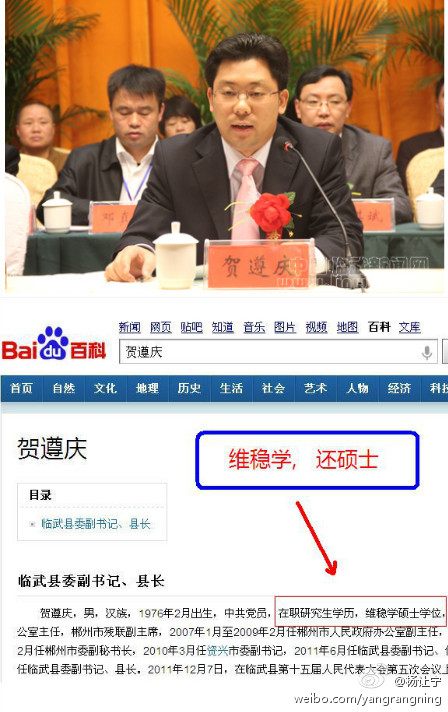 贺遵庆
新闻 网页 贴吧 知道 音乐 图片 视频 地图 百科 文库
Bai du 百科
贺遵庆
首页 自然 文化 地理 历史 生活 社会 艺术 人物 经济 科技
维稳学，还硕士
贺遵庆
目录
临武县委副书记、县长
临武县委副书记、县长
贺遵庆，男，汉族，1976年2月出生，中共党员，在职研究生学历，维稳学硕士学位，
公室主任，郴州市残联副主席，2007年1月至2009年2月任郴州市人民政府办公室副主任，
2月任郴州市委副秘书长，2010年3月任资兴市委副书记，2011年6月任临武县委副书记、
任临武县委副书记、县长，2011年12月7日，在临武县第十五届人民代表大会第五次会议上
@杨让宁
weibo.com/yangrangning